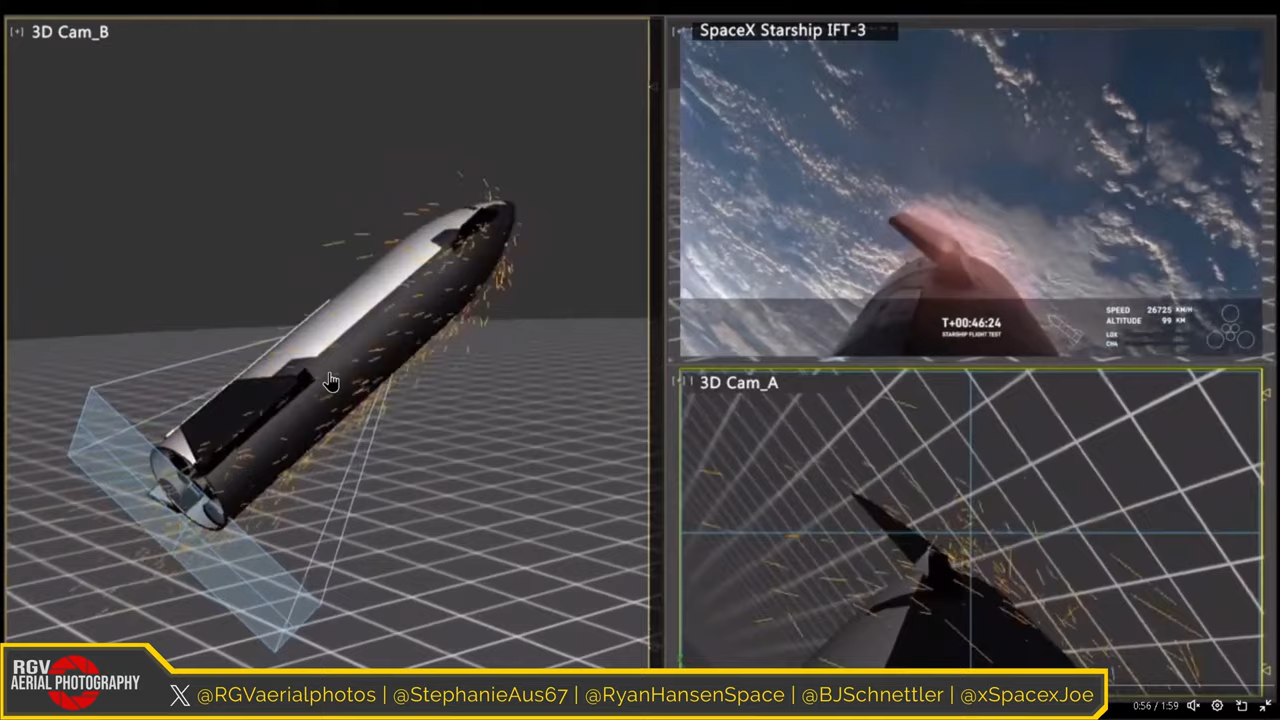 [+] 3D Cam_B
[+] SpaceX Starship IFT-3
T+00:46:24
STARSHIP FLIGHT TEST
SPEED 26725 KM/H
ALTITUDE 99 KM
LOX
CH4
[+] 3D Cam_A
RGV
AERIAL PHOTOGRAPHY
X @RGVaerialphotos | @StephanieAus67 | @RyanHansenSpace | @BJSchnettler | @xSpacexJoe
0:56 / 1:59